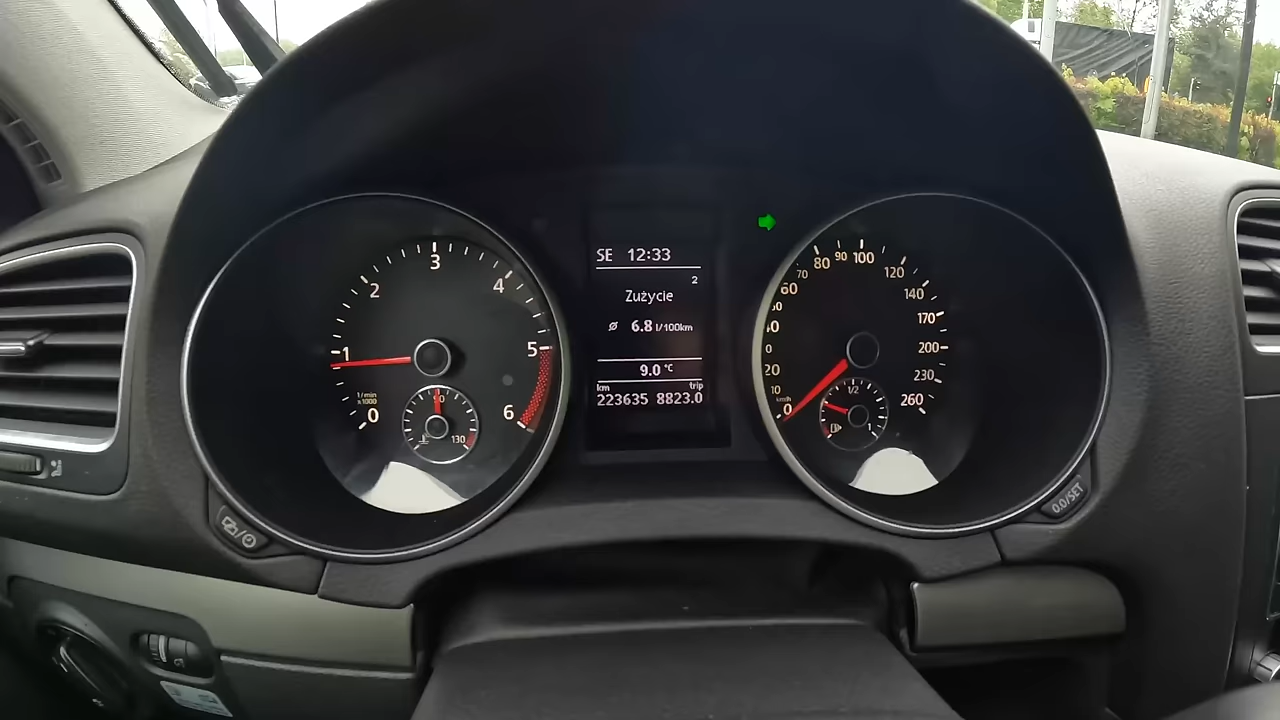 SE 12:33
2
Zużycie
ø 6.8 l/100km
9.0 °C
km trip
223635 8823.0
0 1 2 3 4 5 6
1/min
x1000
90
130
0 10 20 60 70 80 90 100 120 140 170 200 230 260
km/h
1/2
1
0.0/SET